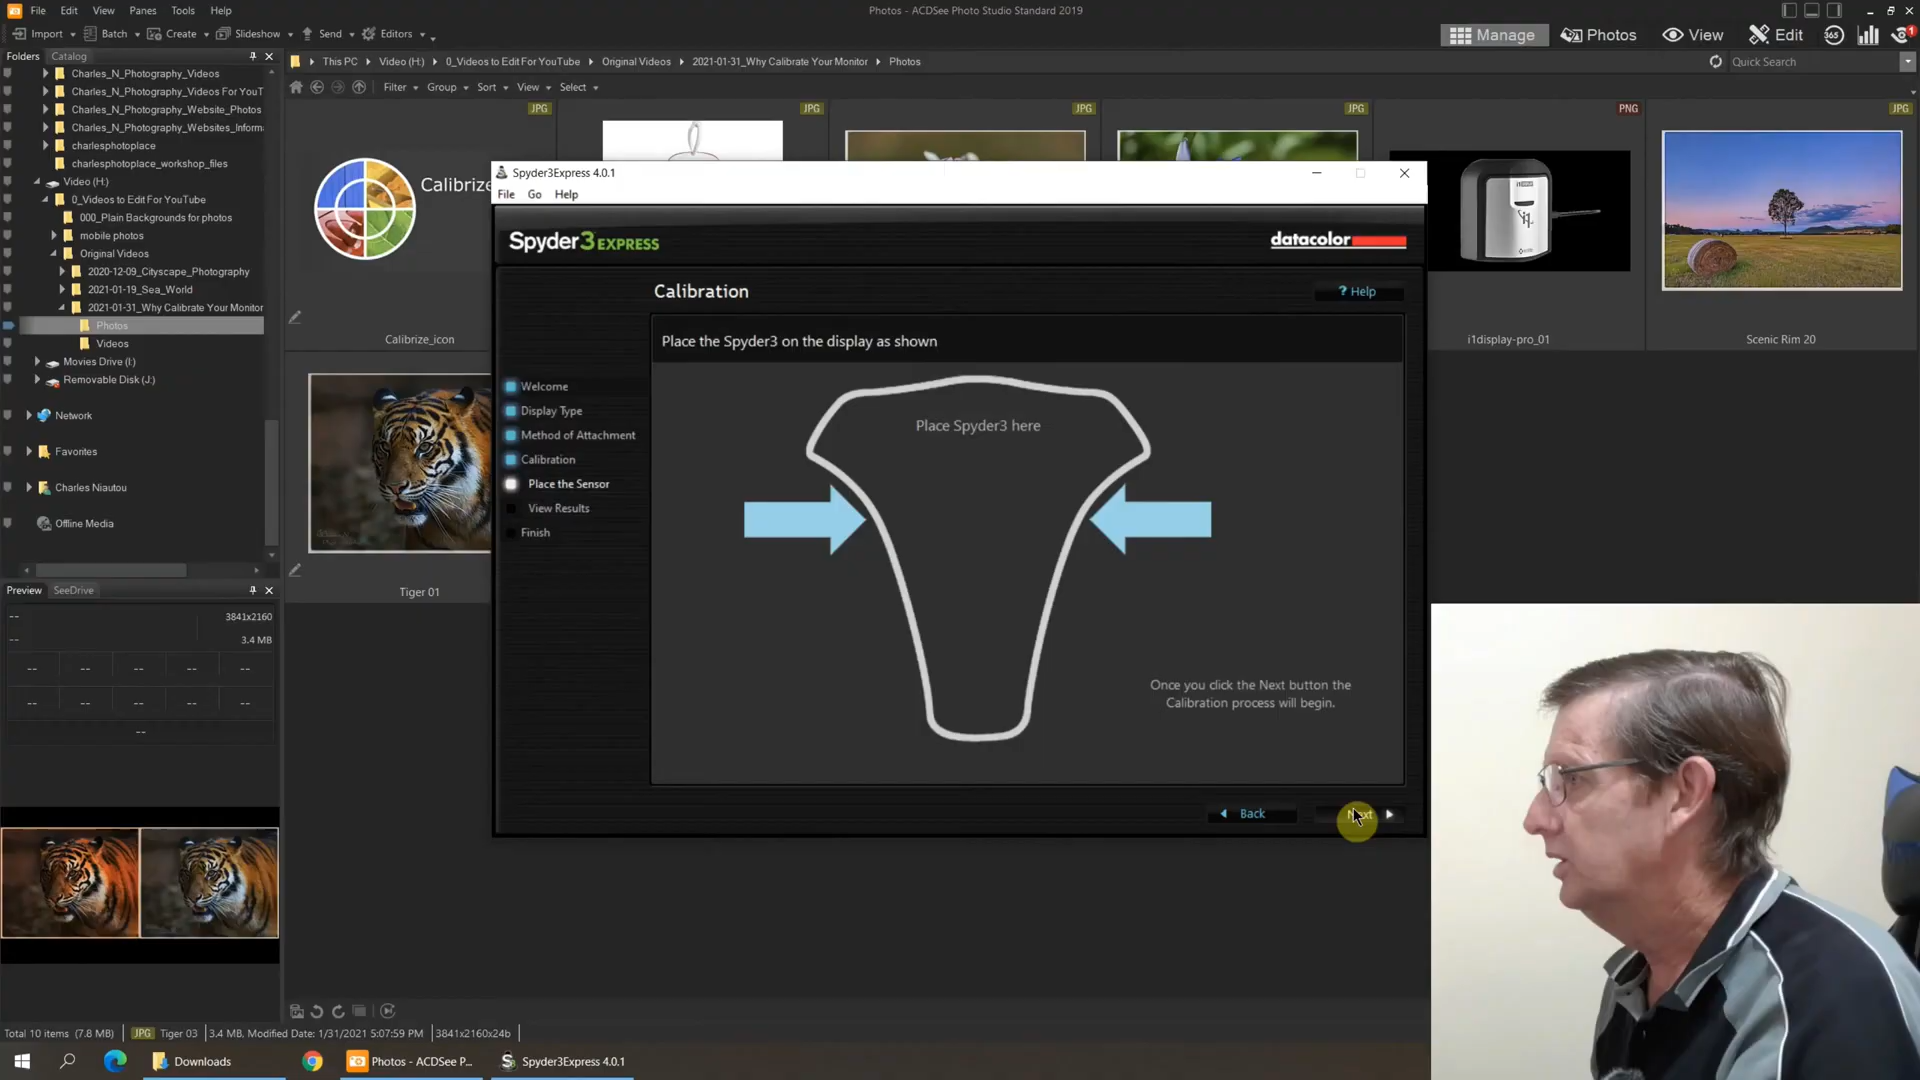 File Edit View Panes Tools Help
Photos - ACDSee Photo Studio Standard 2019
Import Batch Create Slideshow Send Editors
Manage Photos View Edit 365 1
Folders Catalog
This PC Video (H:) 0_Videos to Edit For YouTube Original Videos 2021-01-31_Why Calibrate Your Monitor Photos
Quick Search
Filter Group Sort View Select
Charles_N_Photography_Videos
Charles_N_Photography_Videos For YouT
Charles_N_Photography_Website_Photos
Charles_N_Photography_Websites_Inform
charlesphotoplace
charlesphotoplace_workshop_files
Video (H:)
0_Videos to Edit For YouTube
000_Plain Backgrounds for photos
mobile photos
Original Videos
2020-12-09_Cityscape_Photography
2021-01-19_Sea_World
2021-01-31_Why Calibrate Your Monitor
Photos
Videos
Movies Drive (I:)
Removable Disk (J:)
Network
Favorites
Charles Niautou
Offline Media
JPG JPG JPG JPG PNG JPG
Calibrize
Calibrize_icon
i1display-pro_01
Scenic Rim 20
Tiger 01
Spyder3Express 4.0.1
File Go Help
Spyder3EXPRESS
datacolor
Calibration
? Help
Place the Spyder3 on the display as shown
Welcome
Display Type
Method of Attachment
Calibration
Place the Sensor
View Results
Finish
Place Spyder3 here
Once you click the Next button the
Calibration process will begin.
Back
Next
Preview SeeDrive
-- 3841x2160
-- 3.4 MB
-- -- -- -- --
-- -- -- -- --
--
Total 10 items (7.8 MB) JPG Tiger 03 3.4 MB, Modified Date: 1/31/2021 5:07:59 PM 3841x2160x24b
Downloads
Photos - ACDSee P...
Spyder3Express 4.0.1